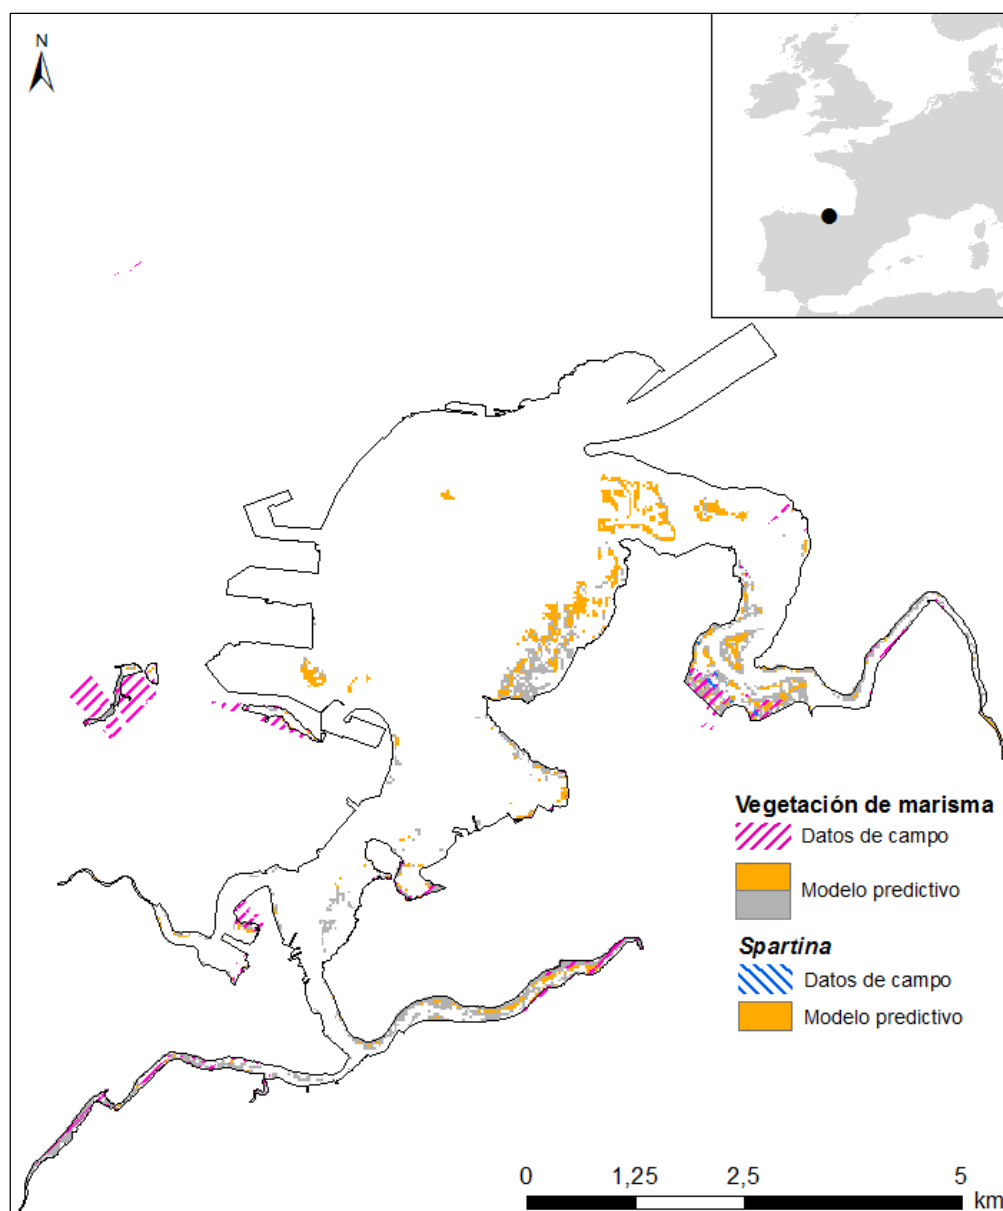 N
Vegetación de marisma
Datos de campo
Modelo predictivo
Spartina
Datos de campo
Modelo predictivo
0 1,25 2,5 5
km